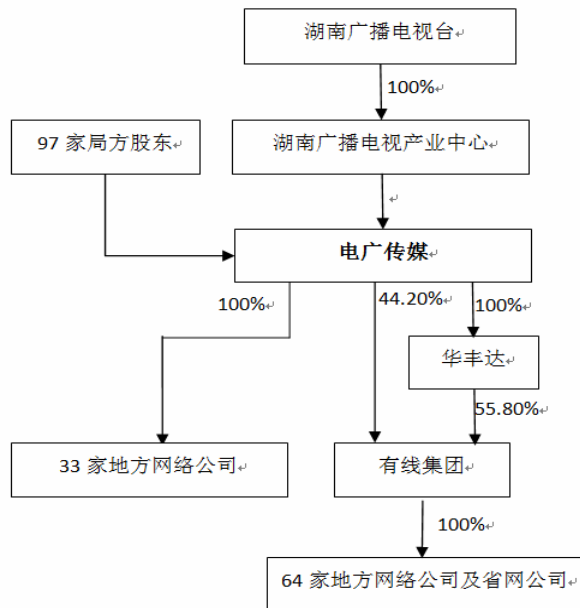 湖南广播电视台
100%
97 家局方股东
湖南广播电视产业中心
电广传媒
100%
44.20%
100%
华丰达
55.80%
33 家地方网络公司
有线集团
100%
64 家地方网络公司及省网公司